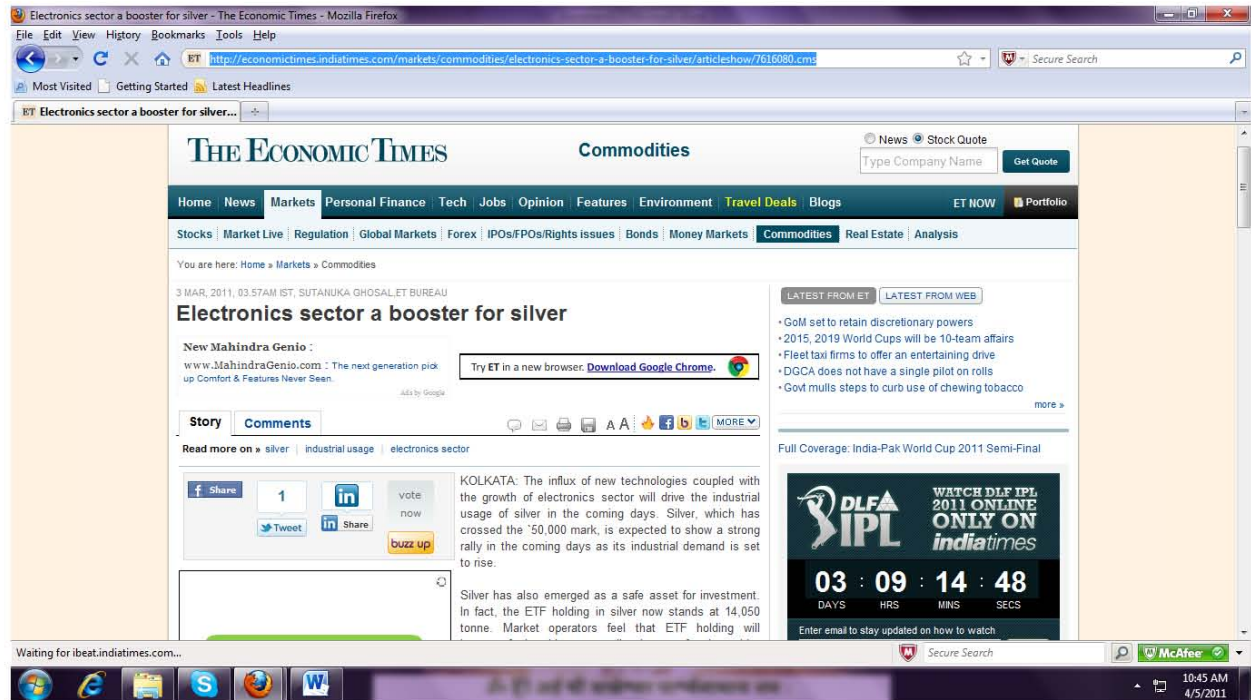 Electronics sector a booster for silver - The Economic Times - Mozilla Firefox
File Edit View History Bookmarks Tools Help
ET http://economictimes.indiatimes.com/markets/commodities/electronics-sector-a-booster-for-silver/articleshow/7616080.cms
Secure Search
Most Visited Getting Started Latest Headlines
ET Electronics sector a booster for silver...
THE ECONOMIC TIMES
Commodities
News Stock Quote
Type Company Name Get Quote
Home News Markets Personal Finance Tech Jobs Opinion Features Environment Travel Deals Blogs ET NOW Portfolio
Stocks Market Live Regulation Global Markets Forex IPOs/FPOs/Rights issues Bonds Money Markets Commodities Real Estate Analysis
You are here: Home » Markets » Commodities
3 MAR, 2011, 03.57AM IST, SUTANUKA GHOSAL,ET BUREAU
Electronics sector a booster for silver
New Mahindra Genio :
www.MahindraGenio.com : The next generation pick
up Comfort & Features Never Seen.
Ads by Google
Try ET in a new browser. Download Google Chrome.
Story Comments
A A f b t MORE
Read more on » silver industrial usage electronics sector
f Share
1
Tweet
in
in Share
vote
now
buzz up
KOLKATA: The influx of new technologies coupled with
the growth of electronics sector will drive the industrial
usage of silver in the coming days. Silver, which has
crossed the `50,000 mark, is expected to show a strong
rally in the coming days as its industrial demand is set
to rise.
Silver has also emerged as a safe asset for investment.
In fact, the ETF holding in silver now stands at 14,050
tonne. Market operators feel that ETF holding will
LATEST FROM ET LATEST FROM WEB
• GoM set to retain discretionary powers
• 2015, 2019 World Cups will be 10-team affairs
• Fleet taxi firms to offer an entertaining drive
• DGCA does not have a single pilot on rolls
• Govt mulls steps to curb use of chewing tobacco
more »
Full Coverage: India-Pak World Cup 2011 Semi-Final
DLF
IPL
WATCH DLF IPL
2011 ONLINE
ONLY ON
indiatimes
03 : 09 : 14 : 48
DAYS HRS MINS SECS
Enter email to stay updated on how to watch
Waiting for ibeat.indiatimes.com...
Secure Search
McAfee
10:45 AM
4/5/2011